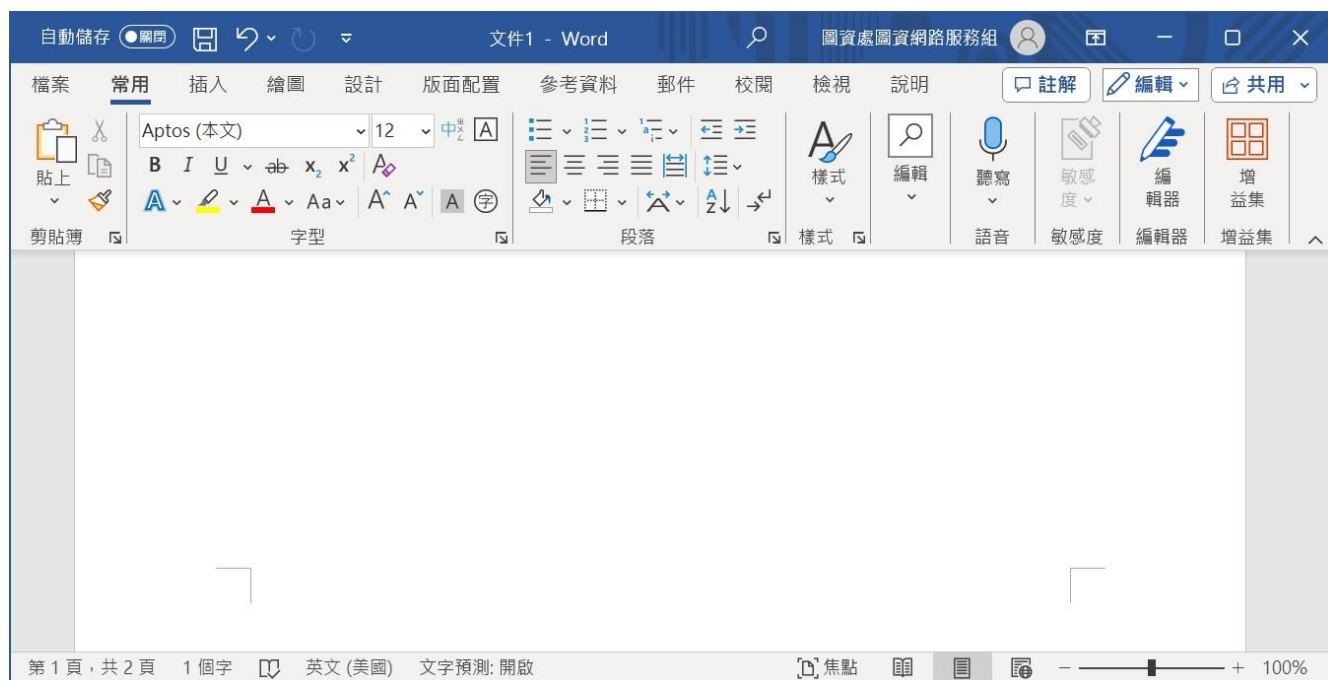 自動儲存 關閉 文件1 - Word 圖資處圖資網路服務組
檔案 常用 插入 繪圖 設計 版面配置 參考資料 郵件 校閱 檢視 說明 註解 編輯 共用
Aptos (本文) 12
貼上 B I U ab x₂ x² A 樣式 編輯 聽寫 敏感度 編輯器 增益集
A A Aa A A A 字 A Z
剪貼簿 字型 段落 樣式 語音 敏感度 編輯器 增益集
第 1 頁，共 2 頁 1 個字 英文 (美國) 文字預測: 開啟 焦點 100%